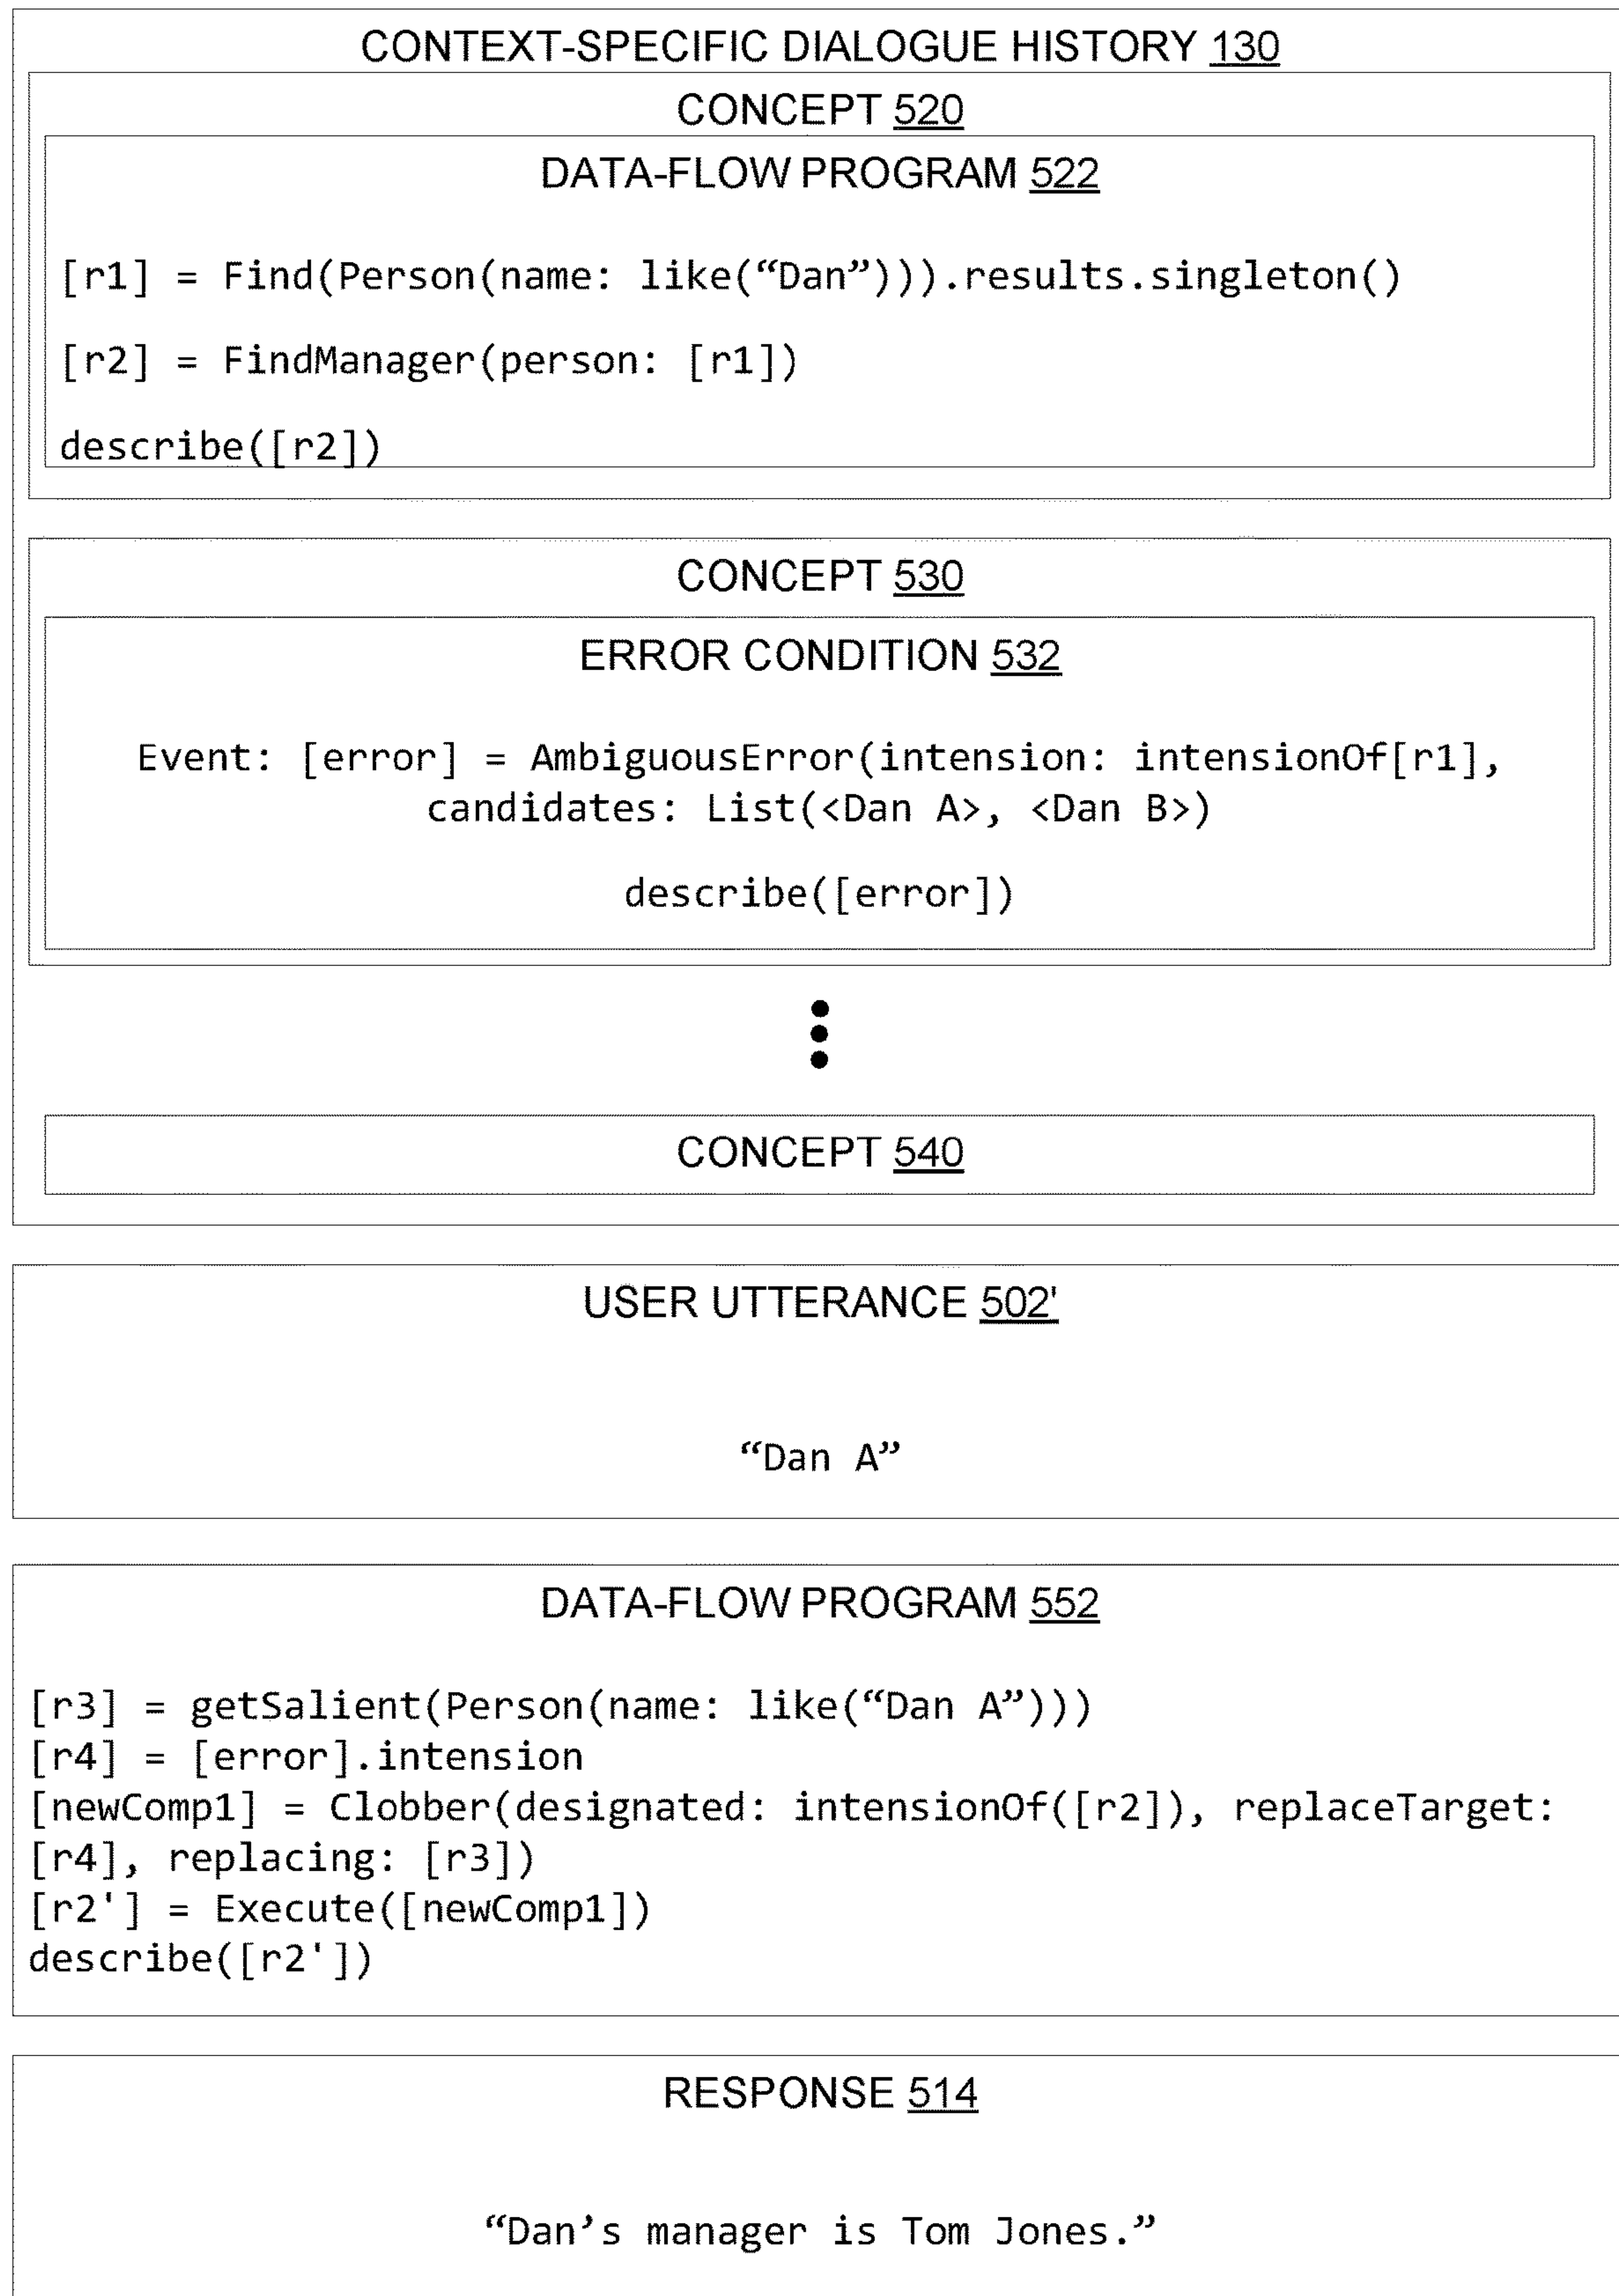 CONTEXT-SPECIFIC DIALOGUE HISTORY 130
CONCEPT 520
DATA-FLOW PROGRAM 522
[r1] = Find(Person(name: like(“Dan”))).results.singleton()
[r2] = FindManager(person: [r1])
describe([r2])
CONCEPT 530
ERROR CONDITION 532
Event: [error] = AmbiguousError(intension: intensionOf[r1],
candidates: List(<Dan A>, <Dan B>)
describe([error])
CONCEPT 540
USER UTTERANCE 502'
“Dan A”
DATA-FLOW PROGRAM 552
[r3] = getSalient(Person(name: like(“Dan A”)))
[r4] = [error].intension
[newComp1] = Clobber(designated: intensionOf([r2]), replaceTarget:
[r4], replacing: [r3])
[r2'] = Execute([newComp1])
describe([r2'])
RESPONSE 514
“Dan’s manager is Tom Jones.”